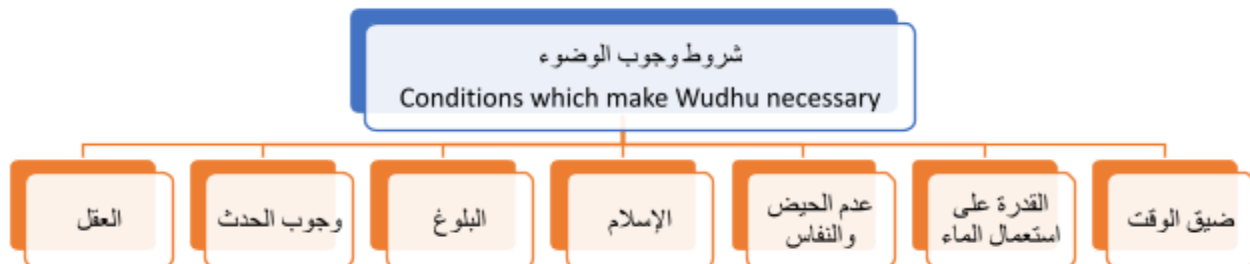 شروط وجوب الوضوء
Conditions which make Wudhu necessary
ضيق الوقت
القدرة على
استعمال الماء
عدم الحيض
والنفاس
الإسلام
البلوغ
وجوب الحدث
العقل